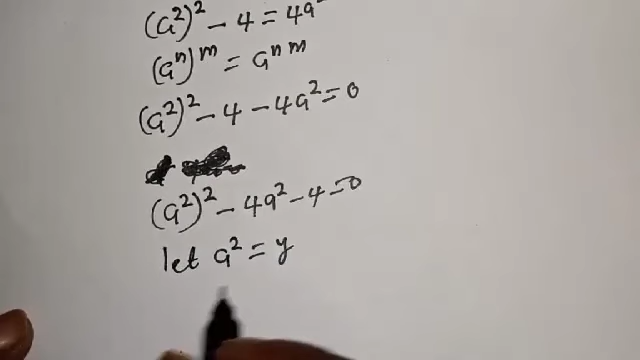 (a²)² - 4 = 4a²
(aⁿ)ᵐ = aⁿᵐ
(a²)² - 4 - 4a² = 0
(a²)² - 4a² - 4 = 0
let a² = y